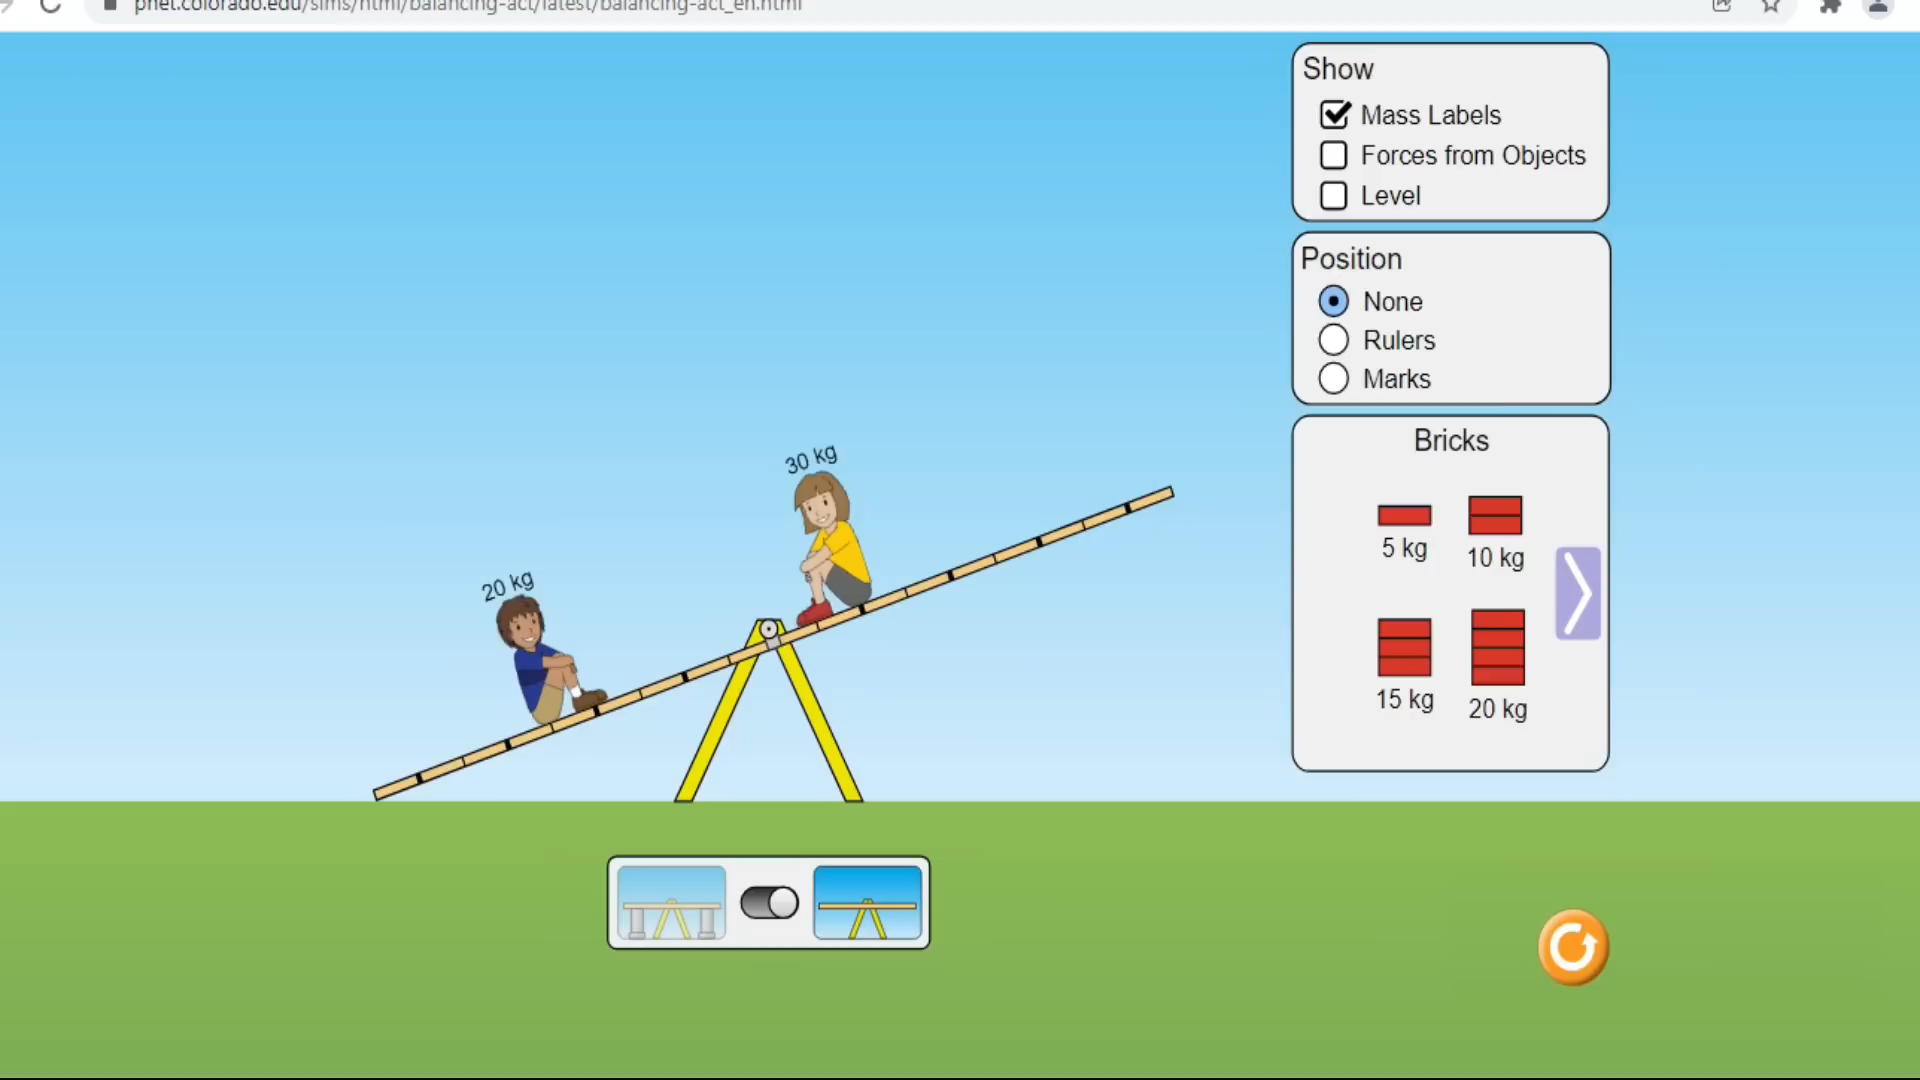 phet.colorado.edu/sims/html/balancing-act/latest/balancing-act_en.html
Show
Mass Labels
Forces from Objects
Level
Position
None
Rulers
Marks
Bricks
5 kg
10 kg
15 kg
20 kg
30 kg
20 kg